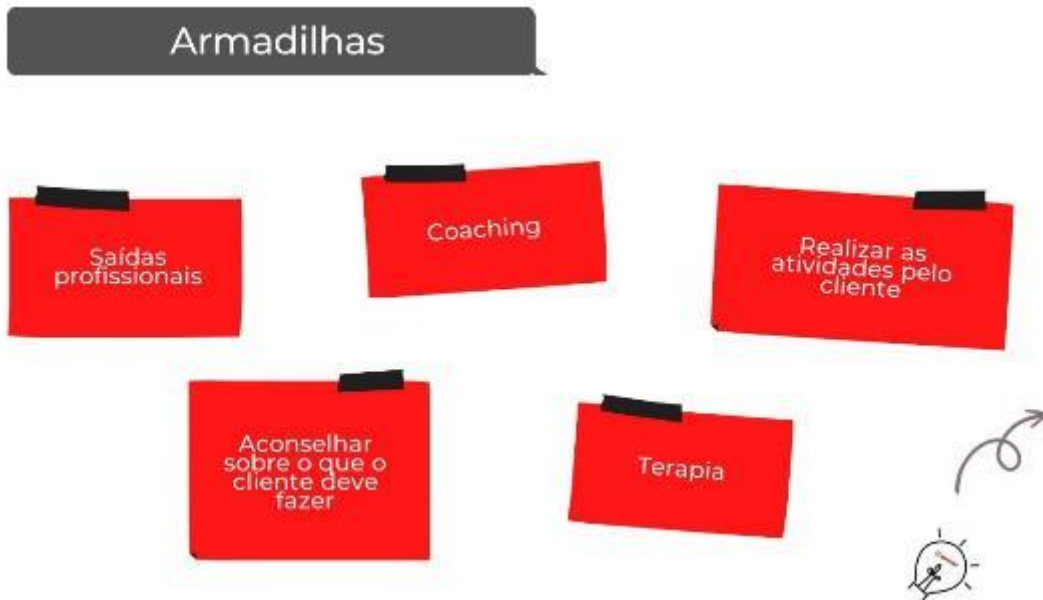 Armadilhas
Saídas
profissionais
Coaching
Realizar as
atividades pelo
cliente
Aconselhar
sobre o que o
cliente deve
fazer
Terapia